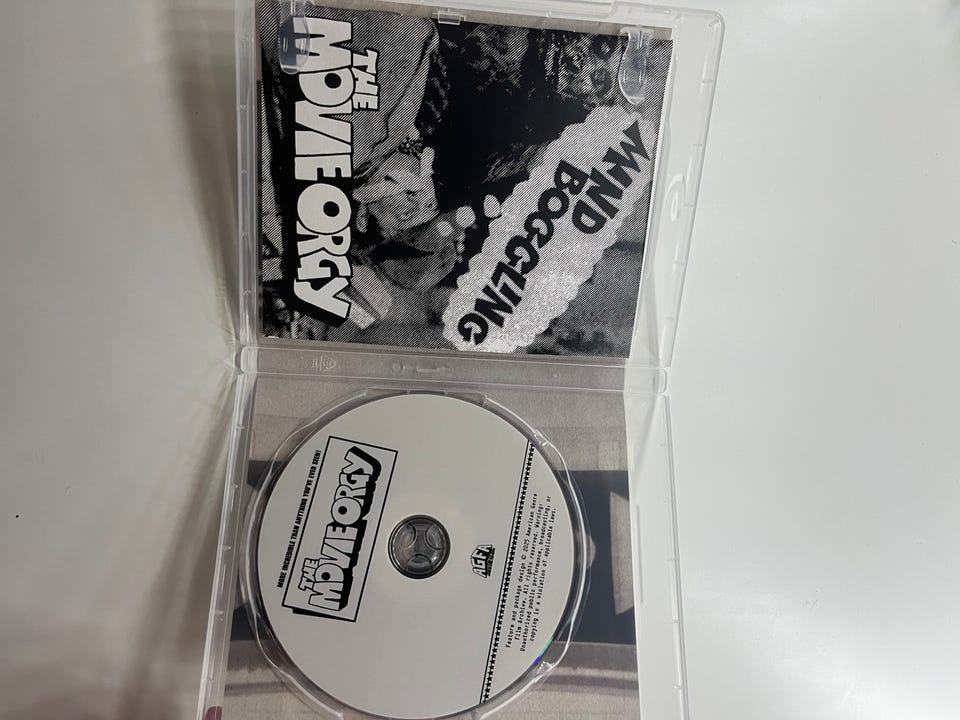 THE
MOVIE ORGY
MIND
BOG-G-LING
MORE INCREDIBLE THAN ANYTHING YOU'VE EVER SEEN!
THE
MOVIE ORGY
AGFA
Feature and package design © 2025 American Genre
Film Archive. All rights reserved. Warning:
Unauthorized public performance, broadcasting, or
copying is a violation of applicable laws.